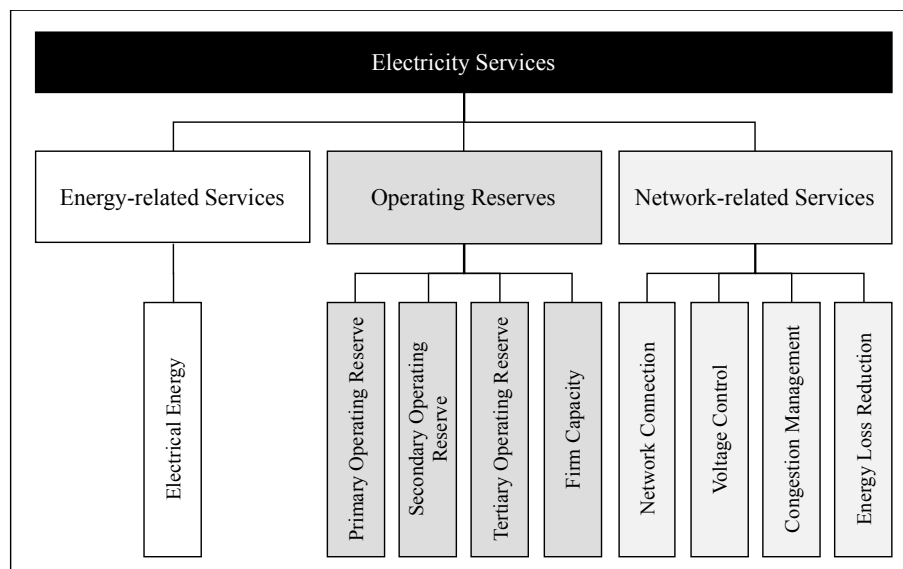 Electricity Services
Energy-related Services
Operating Reserves
Network-related Services
Electrical Energy
Primary Operating Reserve
Secondary Operating
Reserve
Tertiary Operating Reserve
Firm Capacity
Network Connection
Voltage Control
Congestion Management
Energy Loss Reduction